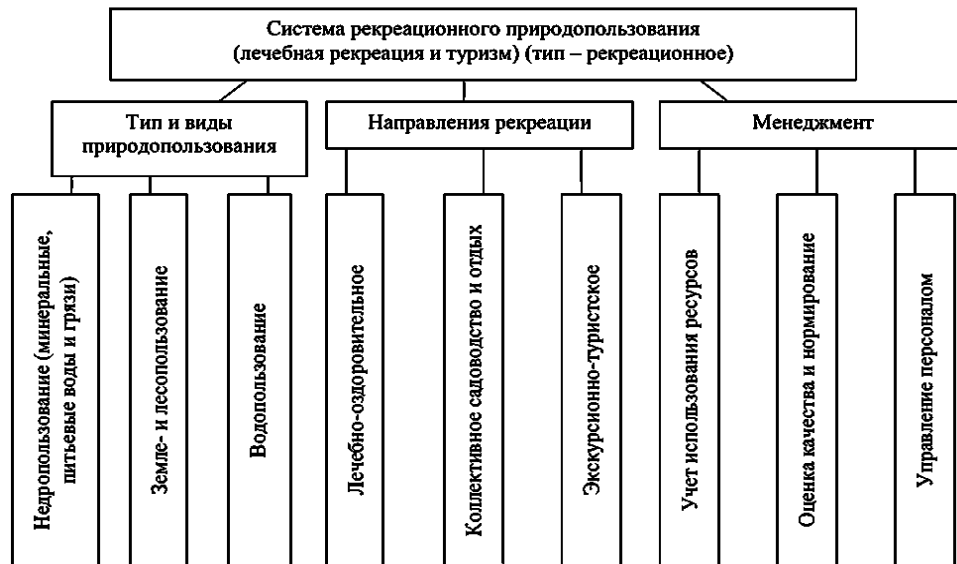 Система рекреационного природопользования
(лечебная рекреация и туризм) (тип – рекреационное)
Тип и виды
природопользования
Направления рекреации
Менеджмент
Недропользование (минеральные,
питьевые воды и грязи)
Земле- и лесопользование
Водопользование
Лечебно-оздоровительное
Коллективное садоводство и отдых
Экскурсионно-туристское
Учет использования ресурсов
Оценка качества и нормирование
Управление персоналом